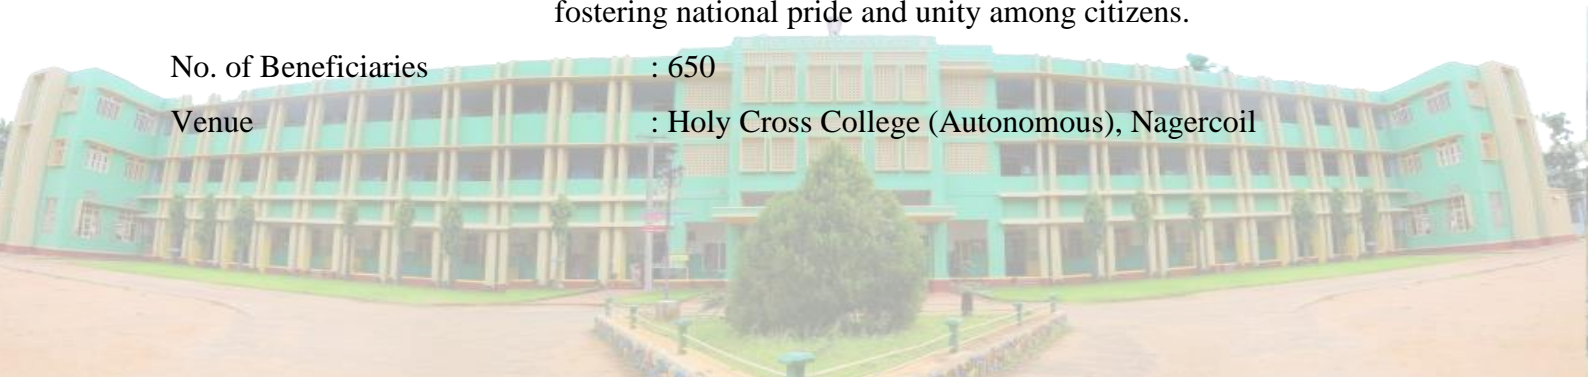 fostering national pride and unity among citizens.
No. of Beneficiaries : 650
Venue : Holy Cross College (Autonomous), Nagercoil